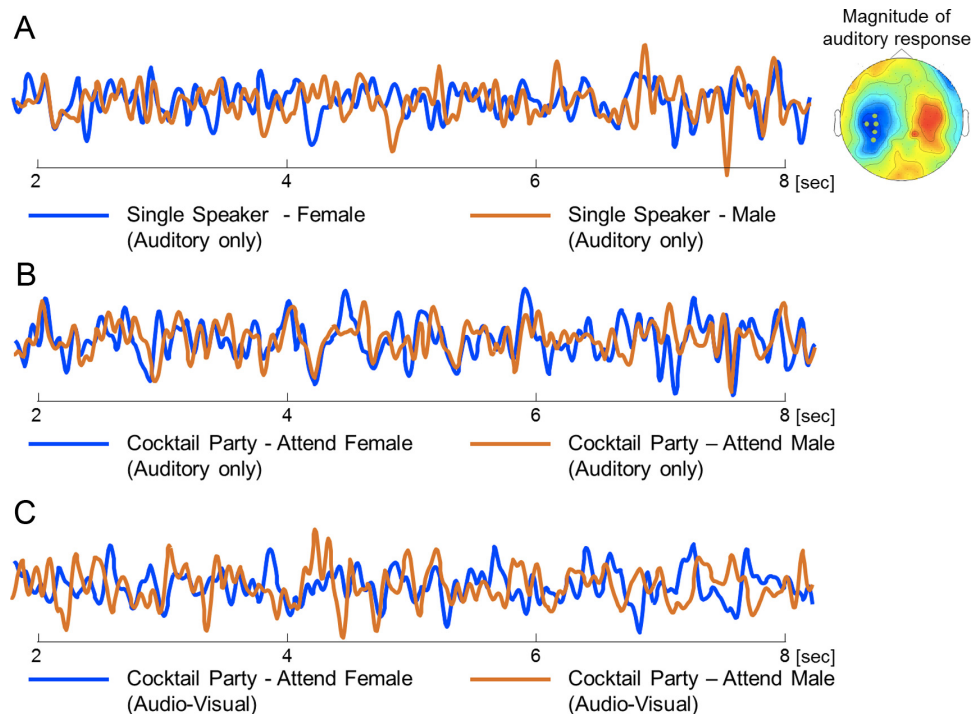 A
Magnitude of
auditory response
2 4 6 8 [sec]
Single Speaker - Female
(Auditory only)
Single Speaker - Male
(Auditory only)
B
2 4 6 8 [sec]
Cocktail Party - Attend Female
(Auditory only)
Cocktail Party – Attend Male
(Auditory only)
C
2 4 6 8 [sec]
Cocktail Party - Attend Female
(Audio-Visual)
Cocktail Party – Attend Male
(Audio-Visual)